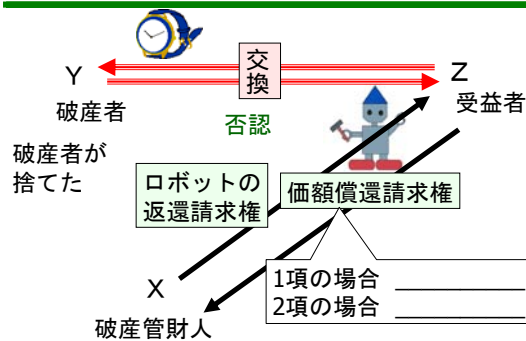 交
換
Y
Z
破産者
受益者
否認
破産者が
捨てた
ロボットの
返還請求権
価額償還請求権
1項の場合 ___________
2項の場合 ___________
X
破産管財人